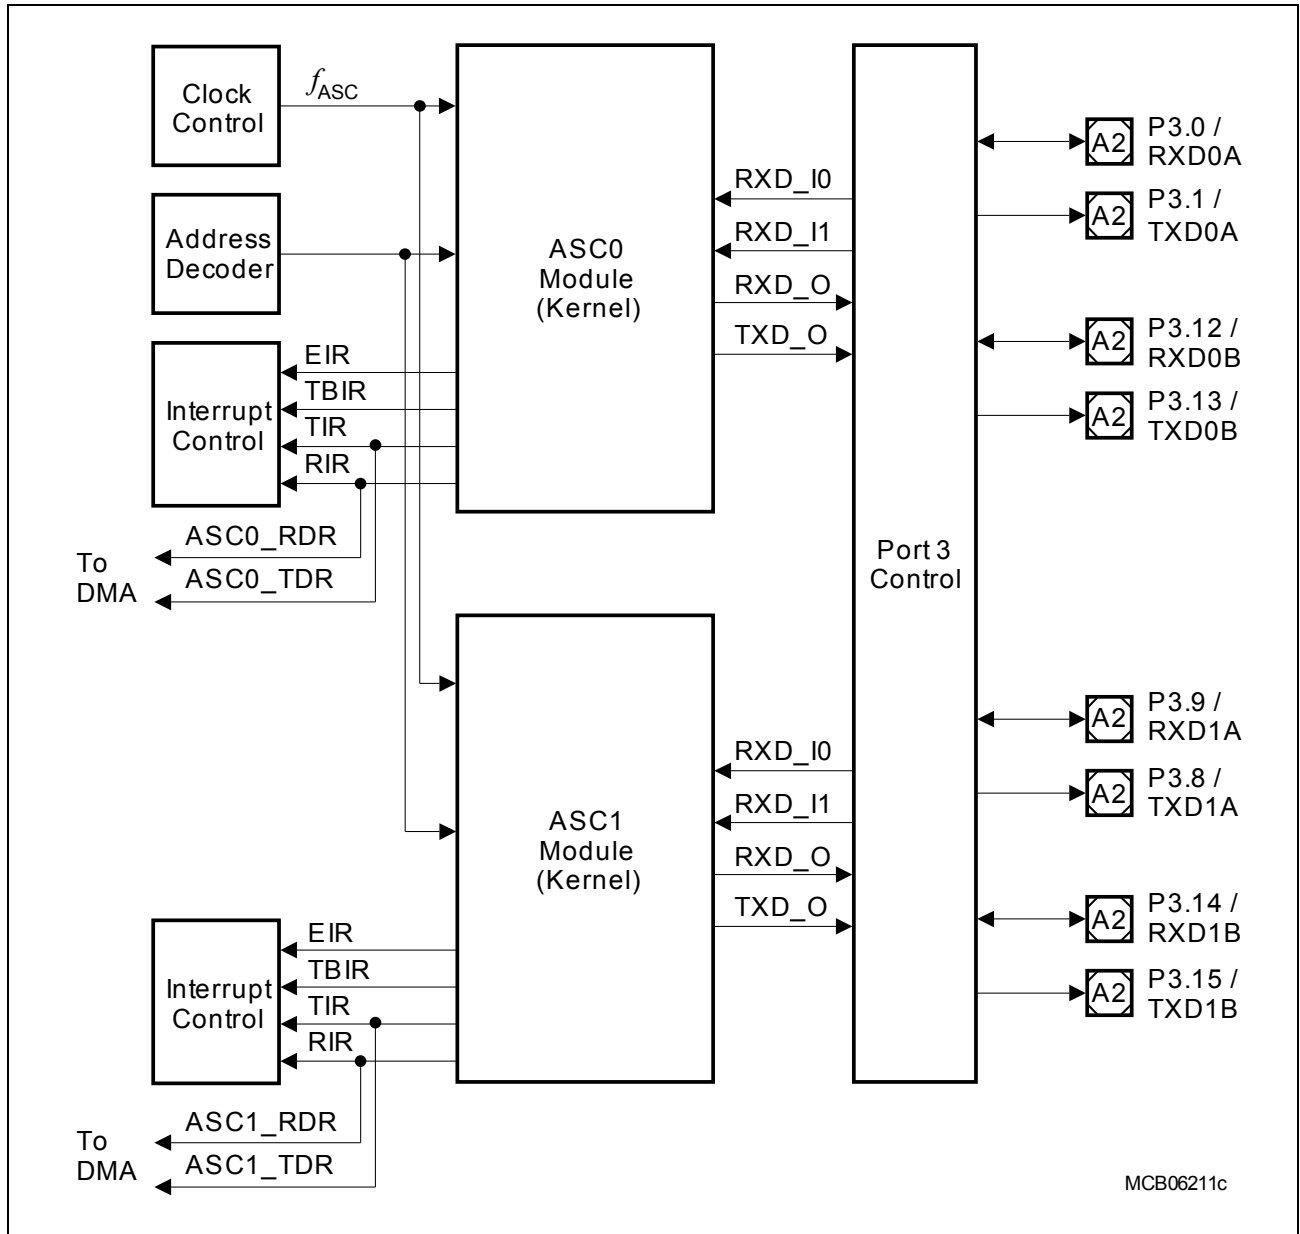 Clock
Control
fASC
Address
Decoder
Interrupt
Control
EIR
TBIR
TIR
RIR
To
DMA
ASC0_RDR
ASC0_TDR
ASC0
Module
(Kernel)
RXD_I0
RXD_I1
RXD_O
TXD_O
Port 3
Control
A2
P3.0 /
RXD0A
A2
P3.1 /
TXD0A
A2
P3.12 /
RXD0B
A2
P3.13 /
TXD0B
ASC1
Module
(Kernel)
RXD_I0
RXD_I1
RXD_O
TXD_O
A2
P3.9 /
RXD1A
A2
P3.8 /
TXD1A
A2
P3.14 /
RXD1B
A2
P3.15 /
TXD1B
Interrupt
Control
EIR
TBIR
TIR
RIR
To
DMA
ASC1_RDR
ASC1_TDR
MCB06211c